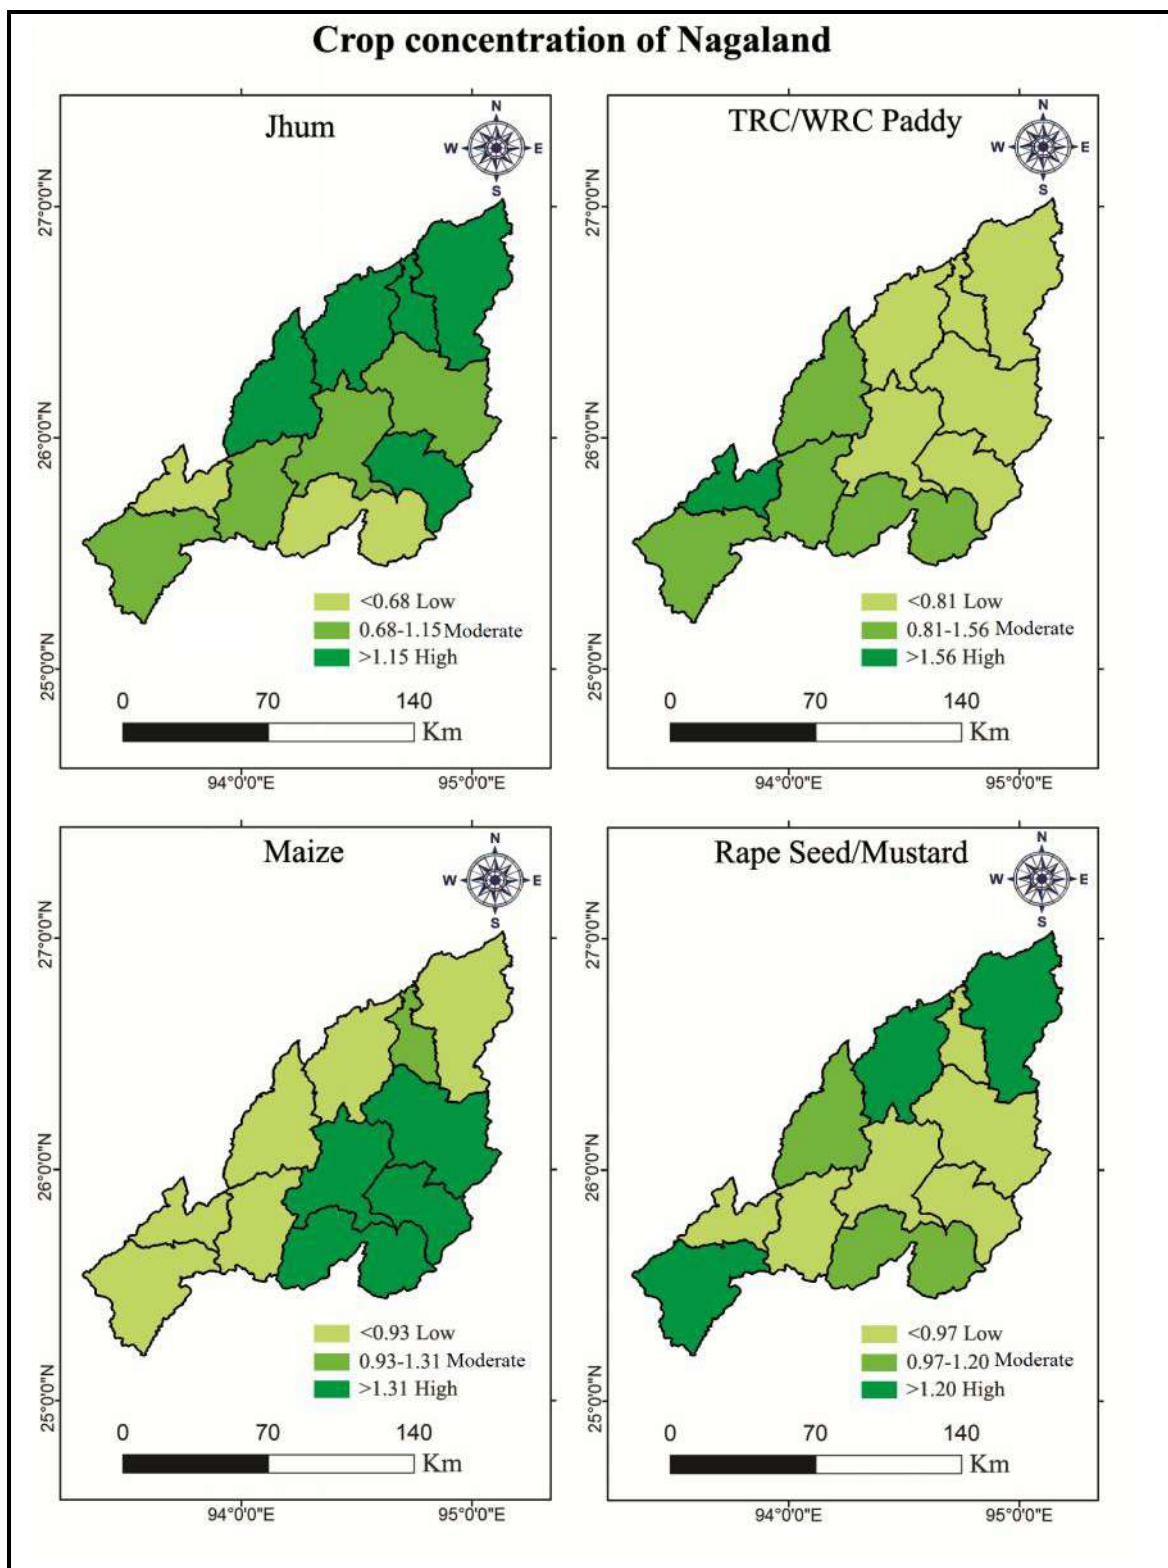 Crop concentration of Nagaland
Jhum
N
W E
S
27°0'0"N
26°0'0"N
25°0'0"N
<0.68 Low
0.68-1.15 Moderate
>1.15 High
0 70 140
Km
94°0'0"E 95°0'0"E
TRC/WRC Paddy
N
W E
S
27°0'0"N
26°0'0"N
25°0'0"N
<0.81 Low
0.81-1.56 Moderate
>1.56 High
0 70 140
Km
94°0'0"E 95°0'0"E
Maize
N
W E
S
27°0'0"N
26°0'0"N
25°0'0"N
<0.93 Low
0.93-1.31 Moderate
>1.31 High
0 70 140
Km
94°0'0"E 95°0'0"E
Rape Seed/Mustard
N
W E
S
27°0'0"N
26°0'0"N
25°0'0"N
<0.97 Low
0.97-1.20 Moderate
>1.20 High
0 70 140
Km
94°0'0"E 95°0'0"E